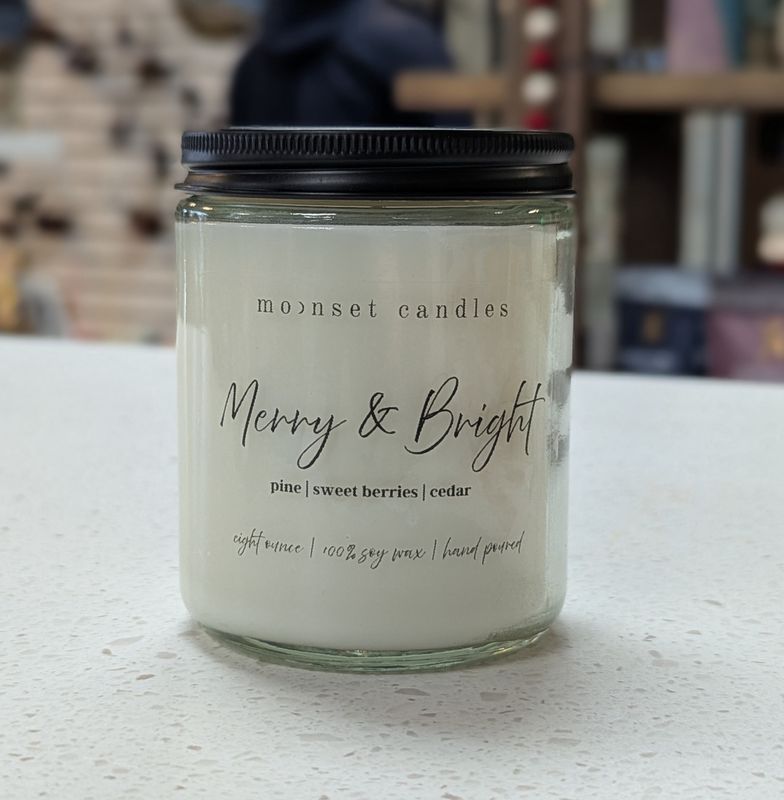 mo☽nset candles
Merry & Bright
pine | sweet berries | cedar
eight ounce | 100% soy wax | hand poured